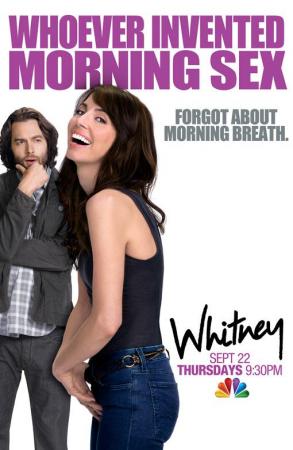 WHOEVER INVENTED
MORNING SEX
FORGOT ABOUT
MORNING BREATH.
Whitney
SEPT 22
THURSDAYS 9:30PM